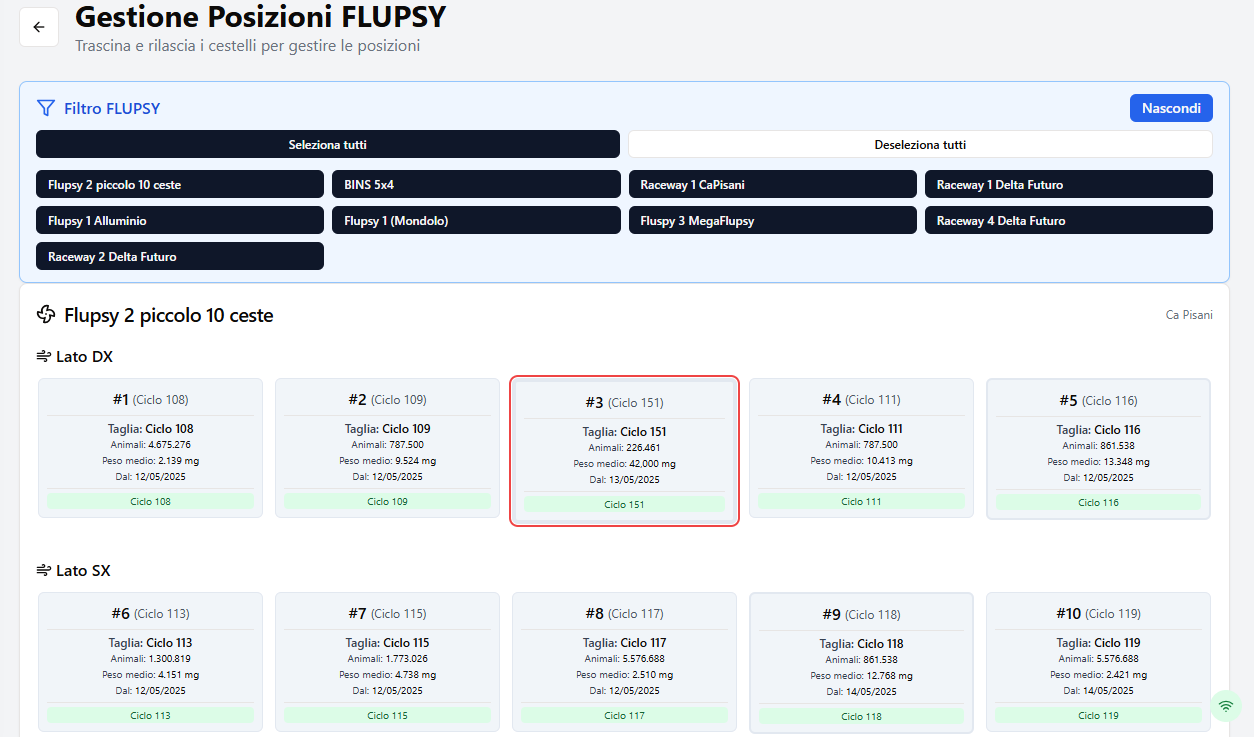 Gestione Posizioni FLUPSY
Trascina e rilascia i cestelli per gestire le posizioni
Filtro FLUPSY
Nascondi
Seleziona tutti
Deseleziona tutti
Flupsy 2 piccolo 10 ceste
BINS 5x4
Raceway 1 CaPisani
Raceway 1 Delta Futuro
Flupsy 1 Alluminio
Flupsy 1 (Mondolo)
Fluspy 3 MegaFlupsy
Raceway 4 Delta Futuro
Raceway 2 Delta Futuro
Flupsy 2 piccolo 10 ceste
Ca Pisani
Lato DX
#1 (Ciclo 108)
Taglia: Ciclo 108
Animali: 4.675.276
Peso medio: 2.139 mg
Dal: 12/05/2025
Ciclo 108
#2 (Ciclo 109)
Taglia: Ciclo 109
Animali: 787.500
Peso medio: 9.524 mg
Dal: 12/05/2025
Ciclo 109
#3 (Ciclo 151)
Taglia: Ciclo 151
Animali: 226.461
Peso medio: 42,000 mg
Dal: 13/05/2025
Ciclo 151
#4 (Ciclo 111)
Taglia: Ciclo 111
Animali: 787.500
Peso medio: 10.413 mg
Dal: 12/05/2025
Ciclo 111
#5 (Ciclo 116)
Taglia: Ciclo 116
Animali: 861.538
Peso medio: 13.348 mg
Dal: 12/05/2025
Ciclo 116
Lato SX
#6 (Ciclo 113)
Taglia: Ciclo 113
Animali: 1.300.819
Peso medio: 4.151 mg
Dal: 12/05/2025
Ciclo 113
#7 (Ciclo 115)
Taglia: Ciclo 115
Animali: 1.773.026
Peso medio: 4.738 mg
Dal: 12/05/2025
Ciclo 115
#8 (Ciclo 117)
Taglia: Ciclo 117
Animali: 5.576.688
Peso medio: 2.510 mg
Dal: 12/05/2025
Ciclo 117
#9 (Ciclo 118)
Taglia: Ciclo 118
Animali: 861.538
Peso medio: 12.768 mg
Dal: 14/05/2025
Ciclo 118
#10 (Ciclo 119)
Taglia: Ciclo 119
Animali: 5.576.688
Peso medio: 2.421 mg
Dal: 14/05/2025
Ciclo 119